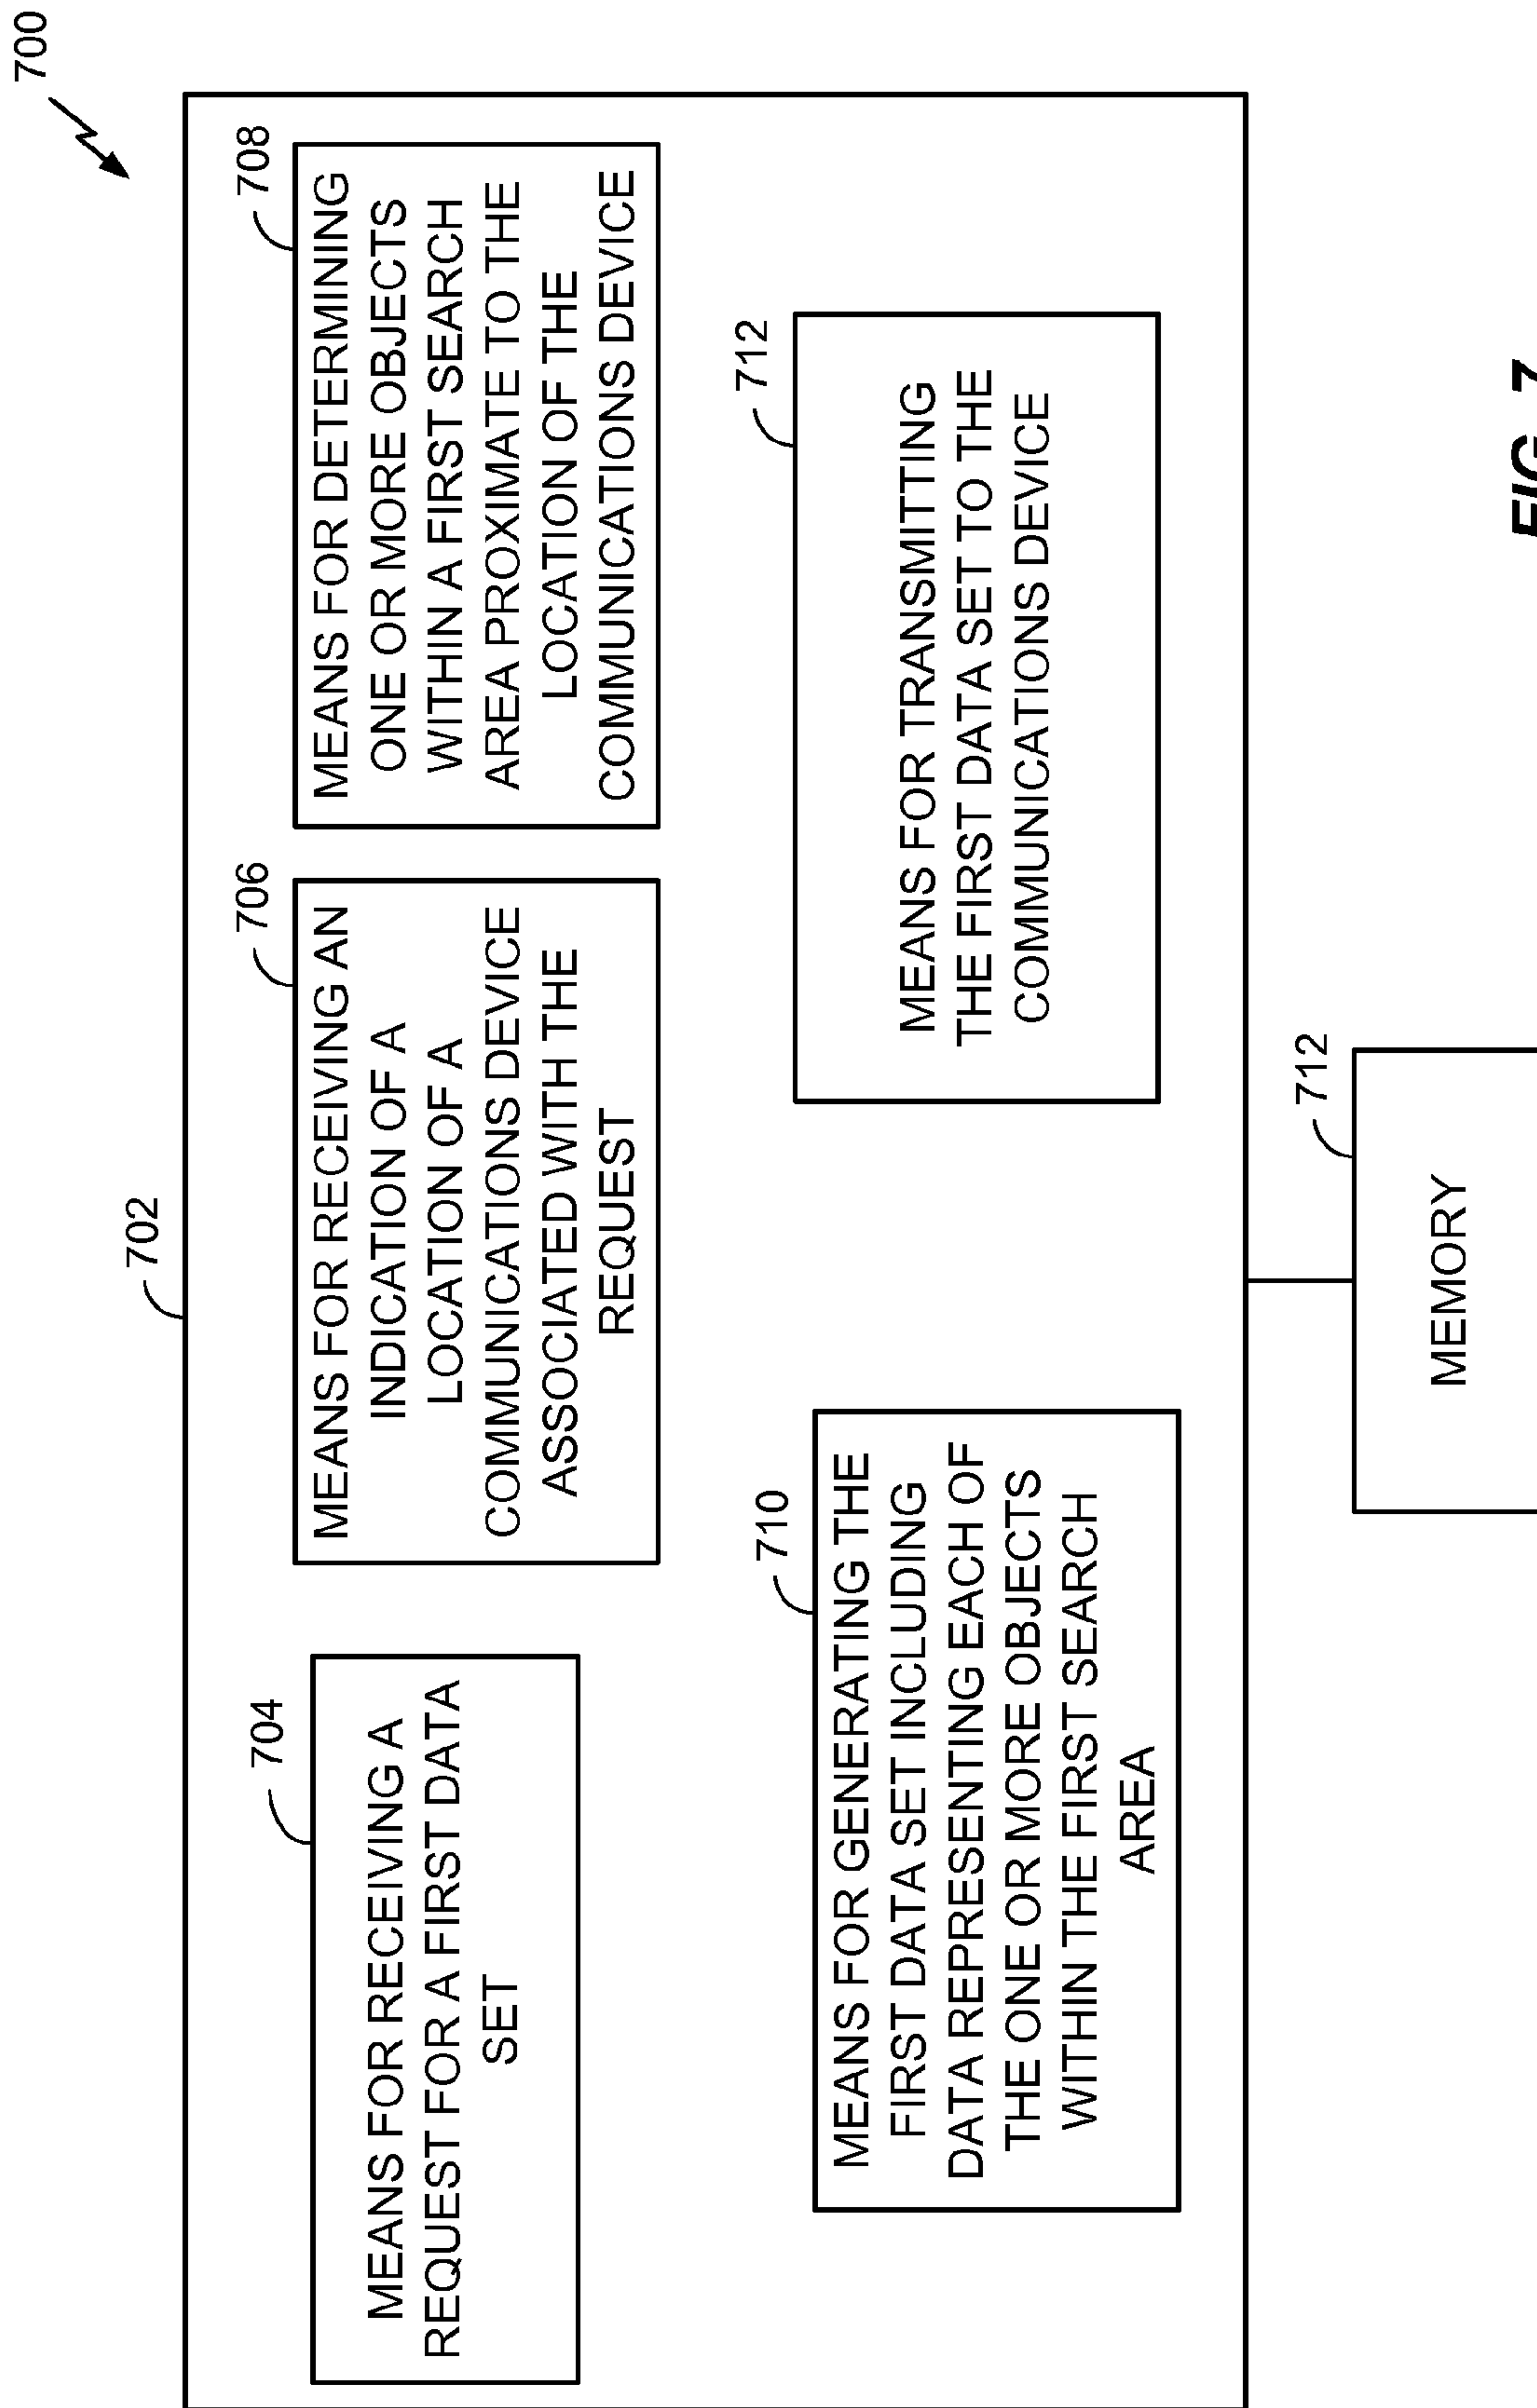 700
702
704
MEANS FOR RECEIVING A
REQUEST FOR A FIRST DATA
SET
706
MEANS FOR RECEIVING AN
INDICATION OF A
LOCATION OF A
COMMUNICATIONS DEVICE
ASSOCIATED WITH THE
REQUEST
708
MEANS FOR DETERMINING
ONE OR MORE OBJECTS
WITHIN A FIRST SEARCH
AREA PROXIMATE TO THE
LOCATION OF THE
COMMUNICATIONS DEVICE
710
MEANS FOR GENERATING THE
FIRST DATA SET INCLUDING
DATA REPRESENTING EACH OF
THE ONE OR MORE OBJECTS
WITHIN THE FIRST SEARCH
AREA
712
MEANS FOR TRANSMITTING
THE FIRST DATA SET TO THE
COMMUNICATIONS DEVICE
712
MEMORY
FIG. 7